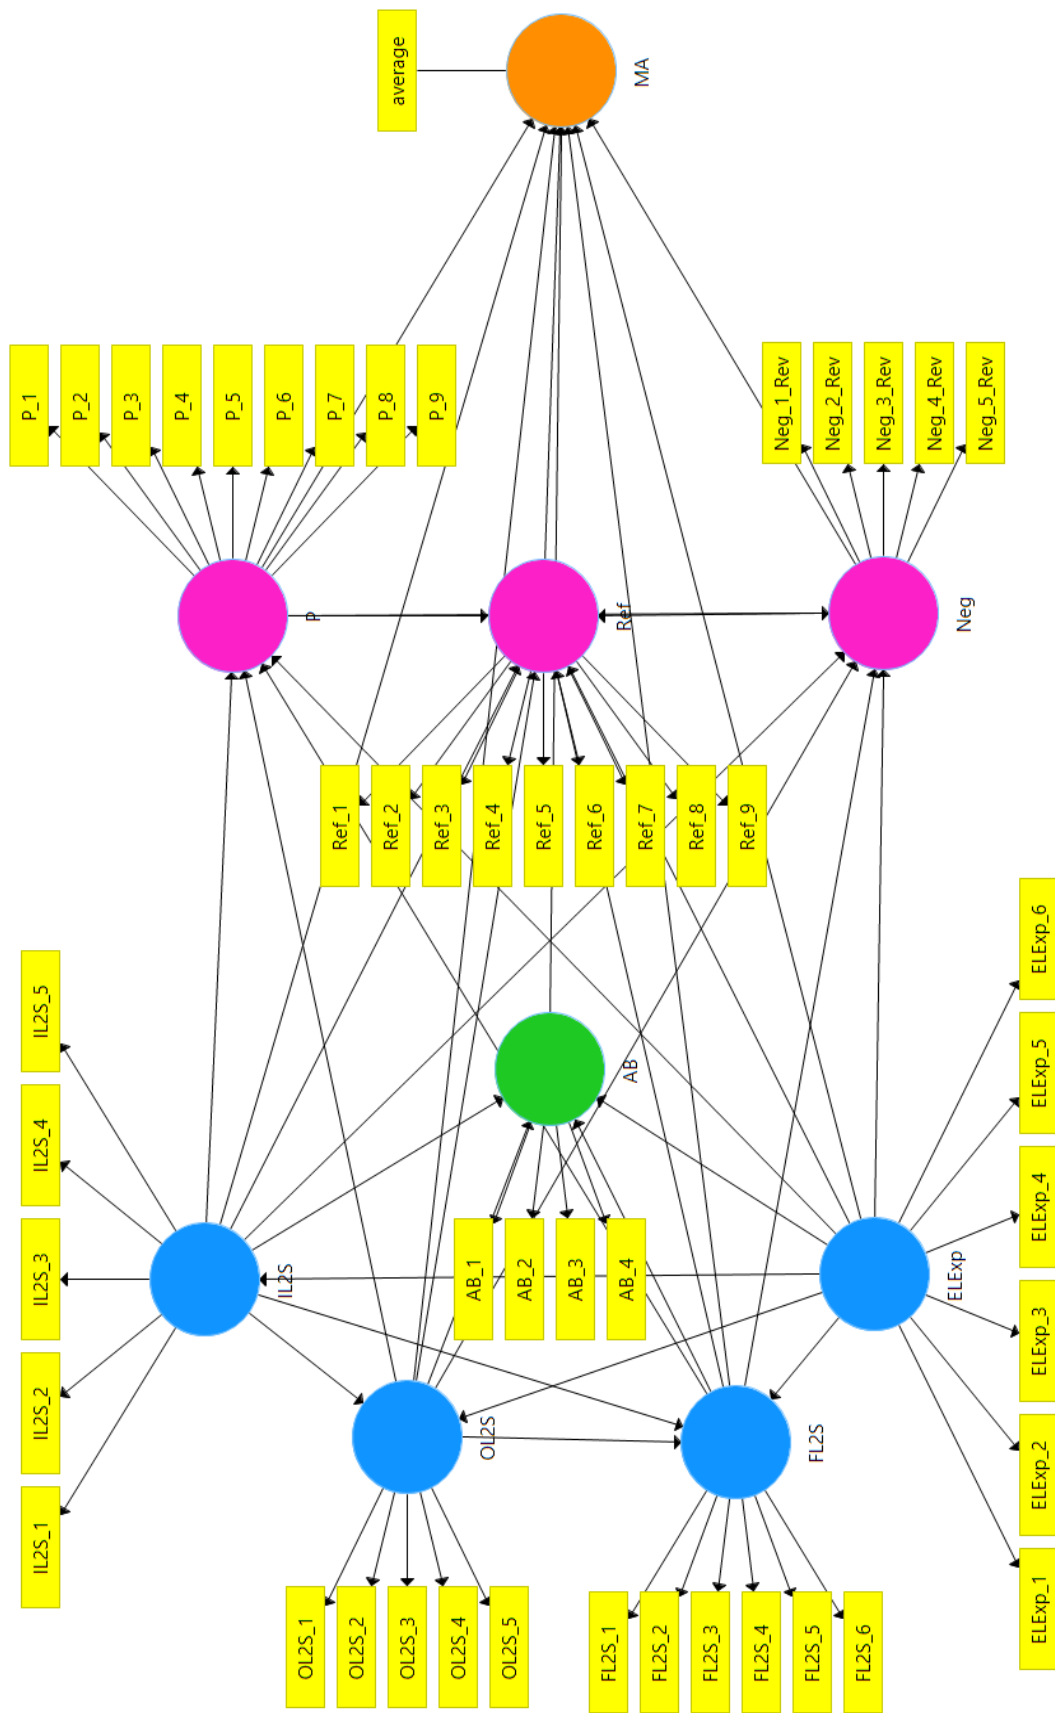 average
MA
P_1
P_2
P_3
P_4
P_5
P_6
P_7
P_8
P_9
Neg_1_Rev
Neg_2_Rev
Neg_3_Rev
Neg_4_Rev
Neg_5_Rev
P
Ref
Neg
Ref_1
Ref_2
Ref_3
Ref_4
Ref_5
Ref_6
Ref_7
Ref_8
Ref_9
IL2S_5
IL2S_4
IL2S_3
IL2S_2
IL2S_1
AB
ELExp_6
ELExp_5
ELExp_4
ELExp_3
ELExp_2
ELExp_1
IL2S
AB_1
AB_2
AB_3
AB_4
ELExp
OL2S
FL2S
OL2S_1
OL2S_2
OL2S_3
OL2S_4
OL2S_5
FL2S_1
FL2S_2
FL2S_3
FL2S_4
FL2S_5
FL2S_6